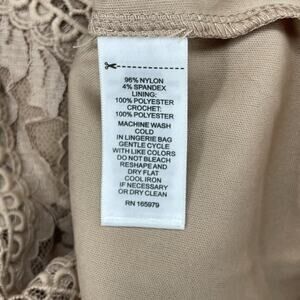 96% NYLON
4% SPANDEX
LINING:
100% POLYESTER
CROCHET:
100% POLYESTER
MACHINE WASH
COLD
IN LINGERIE BAG
GENTLE CYCLE
WITH LIKE COLORS
DO NOT BLEACH
RESHAPE AND
DRY FLAT
COOL IRON
IF NECESSARY
OR DRY CLEAN
RN 165979